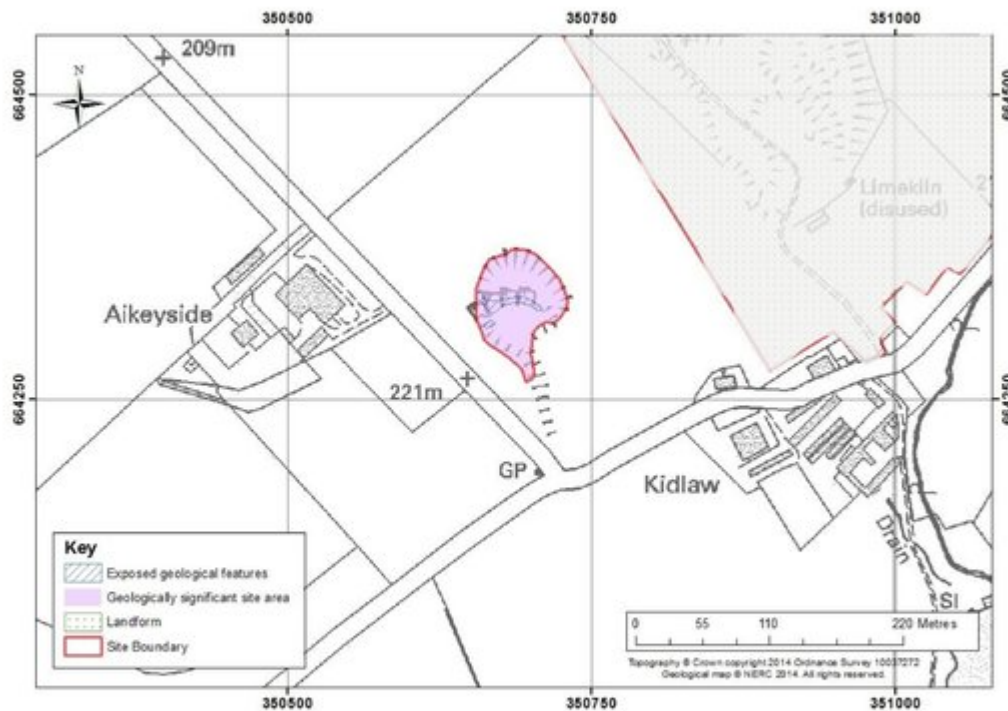 350500 350750 351000
209m
N
664500 664500
Limekiln 2
(disused)
Aikeyside
221m
664250 664250
GP
Kidlaw
Drain
SI
Key
Exposed geological features
Geologically significant site area
Landform
Site Boundary
0 55 110 220 Metres
Topography © Crown copyright 2014 Ordnance Survey
Geological map © NERC 2014. All rights reserved.
350500 350750 351000